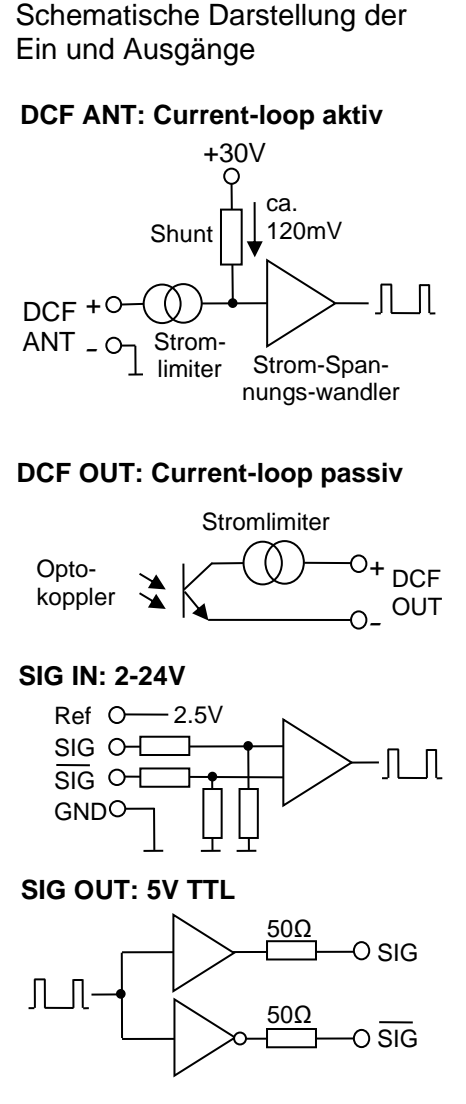 Schematische Darstellung der
Ein und Ausgänge
DCF ANT: Current-loop aktiv
+30V
ca.
120mV
Shunt
DCF +
ANT -
Strom-
limiter
Strom-Span-
nungs-wandler
DCF OUT: Current-loop passiv
Stromlimiter
Opto-
koppler
+
DCF
OUT
-
SIG IN: 2-24V
Ref 2.5V
SIG
S̅I̅G̅
GND
SIG OUT: 5V TTL
50Ω
SIG
50Ω
S̅I̅G̅